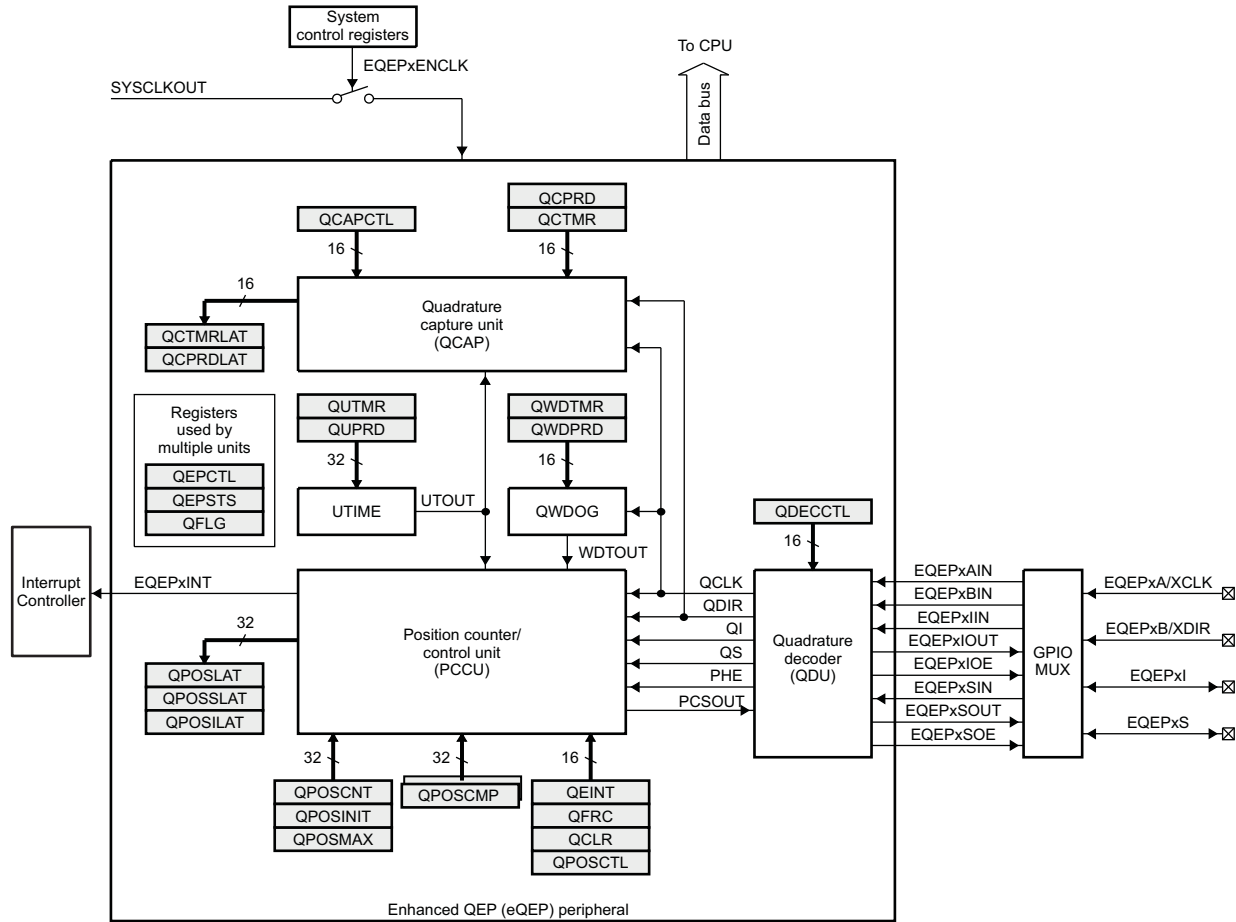 System
control registers
To CPU
EQEPxENCLK
SYSCLKOUT
Data bus
QCPRD
QCAPCTL
QCTMR
16
16
16
Quadrature
capture unit
(QCAP)
QCTMRLAT
QCPRDLAT
Registers
used by
multiple units
QEPCTL
QEPSTS
QFLG
QUTMR
QUPRD
QWDTMR
QWDPRD
32
16
UTIME
UTOUT
QWDOG
WDTOUT
QDECCTL
16
Interrupt
Controller
EQEPxINT
32
QPOSLAT
QPOSSLAT
QPOSILAT
Position counter/
control unit
(PCCU)
QCLK
QDIR
QI
QS
PHE
PCSOUT
Quadrature
decoder
(QDU)
EQEPxAIN
EQEPxBIN
EQEPxIIN
EQEPxIOUT
EQEPxIOE
EQEPxSIN
EQEPxSOUT
EQEPxSOE
GPIO
MUX
EQEPxA/XCLK
EQEPxB/XDIR
EQEPxI
EQEPxS
32
32
16
QPOSCNT
QPOSINIT
QPOSMAX
QPOSCMP
QEINT
QFRC
QCLR
QPOSCTL
Enhanced QEP (eQEP) peripheral